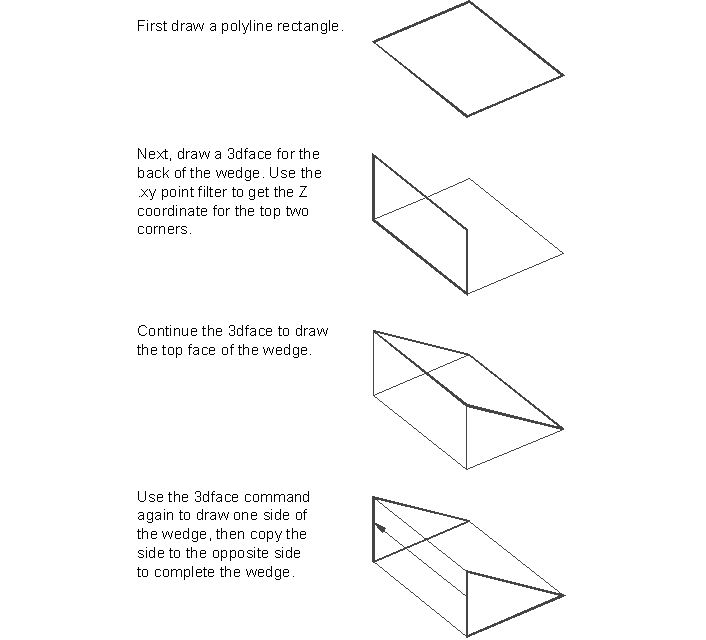 First draw a polyline rectangle.
Next, draw a 3dface for the
back of the wedge. Use the
.xy point filter to get the Z
coordinate for the top two
corners.
Continue the 3dface to draw
the top face of the wedge.
Use the 3dface command
again to draw one side of
the wedge, then copy the
side to the opposite side
to complete the wedge.